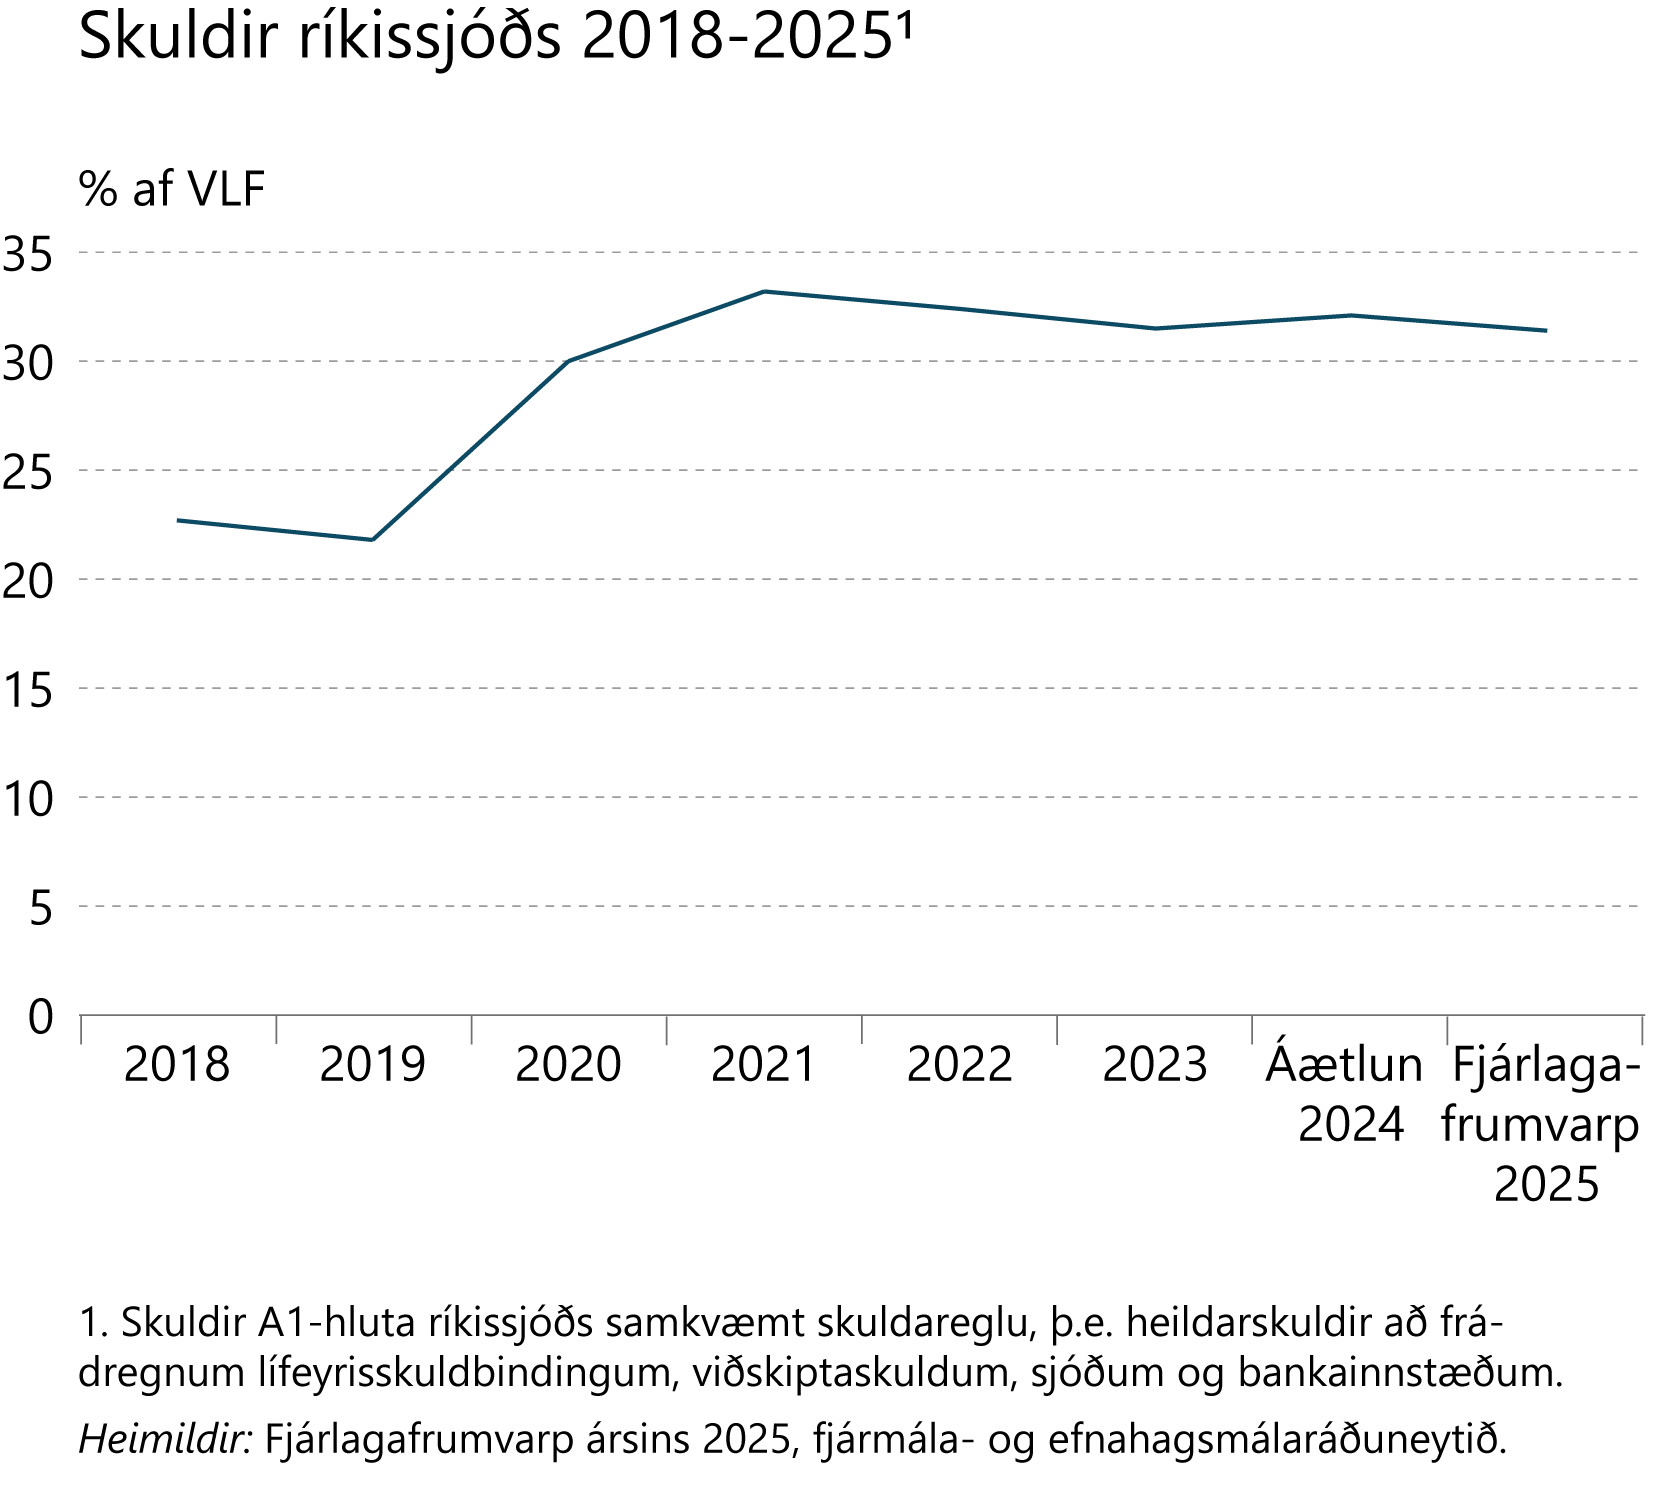 Skuldir ríkissjóðs 2018-2025¹
% af VLF
35
30
25
20
15
10
5
0
2018 2019 2020 2021 2022 2023 Áætlun Fjárlaga-
2024 frumvarp
2025
1. Skuldir A1-hluta ríkissjóðs samkvæmt skuldareglu, þ.e. heildarskuldir að frá-
dregnum lífeyrisskuldbindingum, viðskiptaskuldum, sjóðum og bankainnstæðum.
Heimildir: Fjárlagafrumvarp ársins 2025, fjármála- og efnahagsmálaráðuneytið.